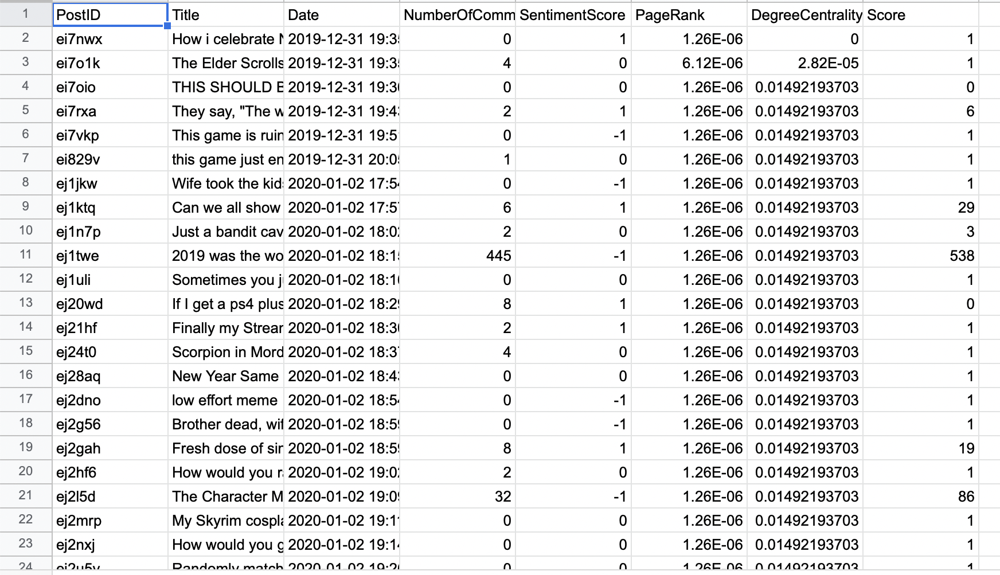 1 PostID Title Date NumberOfComm SentimentScore PageRank DegreeCentrality Score
2 ei7nwx How i celebrate 2019-12-31 19:3 0 1 1.26E-06 0 1
3 ei7o1k The Elder Scrolls 2019-12-31 19:3 4 0 6.12E-06 2.82E-05 1
4 ei7oio THIS SHOULD 2019-12-31 19:3 0 0 1.26E-06 0.01492193703 0
5 ei7rxa They say, "The w 2019-12-31 19:4 2 1 1.26E-06 0.01492193703 6
6 ei7vkp This game is ruin 2019-12-31 19:5 0 -1 1.26E-06 0.01492193703 1
7 ei829v this game just en 2019-12-31 20:0 1 0 1.26E-06 0.01492193703 1
8 ej1jkw Wife took the kid 2020-01-02 17:5 0 -1 1.26E-06 0.01492193703 1
9 ej1ktq Can we all show 2020-01-02 17:5 6 1 1.26E-06 0.01492193703 29
10 ej1n7p Just a bandit cav 2020-01-02 18:0 2 0 1.26E-06 0.01492193703 3
11 ej1twe 2019 was the wo 2020-01-02 18:1 445 -1 1.26E-06 0.01492193703 538
12 ej1uli Sometimes you j 2020-01-02 18:1 0 0 1.26E-06 0.01492193703 1
13 ej20wd If I get a ps4 plus 2020-01-02 18:2 8 1 1.26E-06 0.01492193703 0
14 ej21hf Finally my Strear 2020-01-02 18:3 2 1 1.26E-06 0.01492193703 1
15 ej24t0 Scorpion in Mord 2020-01-02 18:3 4 0 1.26E-06 0.01492193703 1
16 ej28aq New Year Same 2020-01-02 18:4 0 0 1.26E-06 0.01492193703 1
17 ej2dno low effort meme 2020-01-02 18:5 0 -1 1.26E-06 0.01492193703 1
18 ej2g56 Brother dead, wif 2020-01-02 18:5 0 -1 1.26E-06 0.01492193703 1
19 ej2gah Fresh dose of sir 2020-01-02 18:5 8 1 1.26E-06 0.01492193703 19
20 ej2hf6 How would you r 2020-01-02 19:0 2 0 1.26E-06 0.01492193703 1
21 ej2l5d The Character M 2020-01-02 19:0 32 -1 1.26E-06 0.01492193703 86
22 ej2mrp My Skyrim cospl 2020-01-02 19:1 0 0 1.26E-06 0.01492193703 1
23 ej2nxj How would you g 2020-01-02 19:1 0 0 1.26E-06 0.01492193703 1
24 ej2u5v Randomly match 2020-01-02 19:2 0 0 1.26E-06 0.01492193703 1